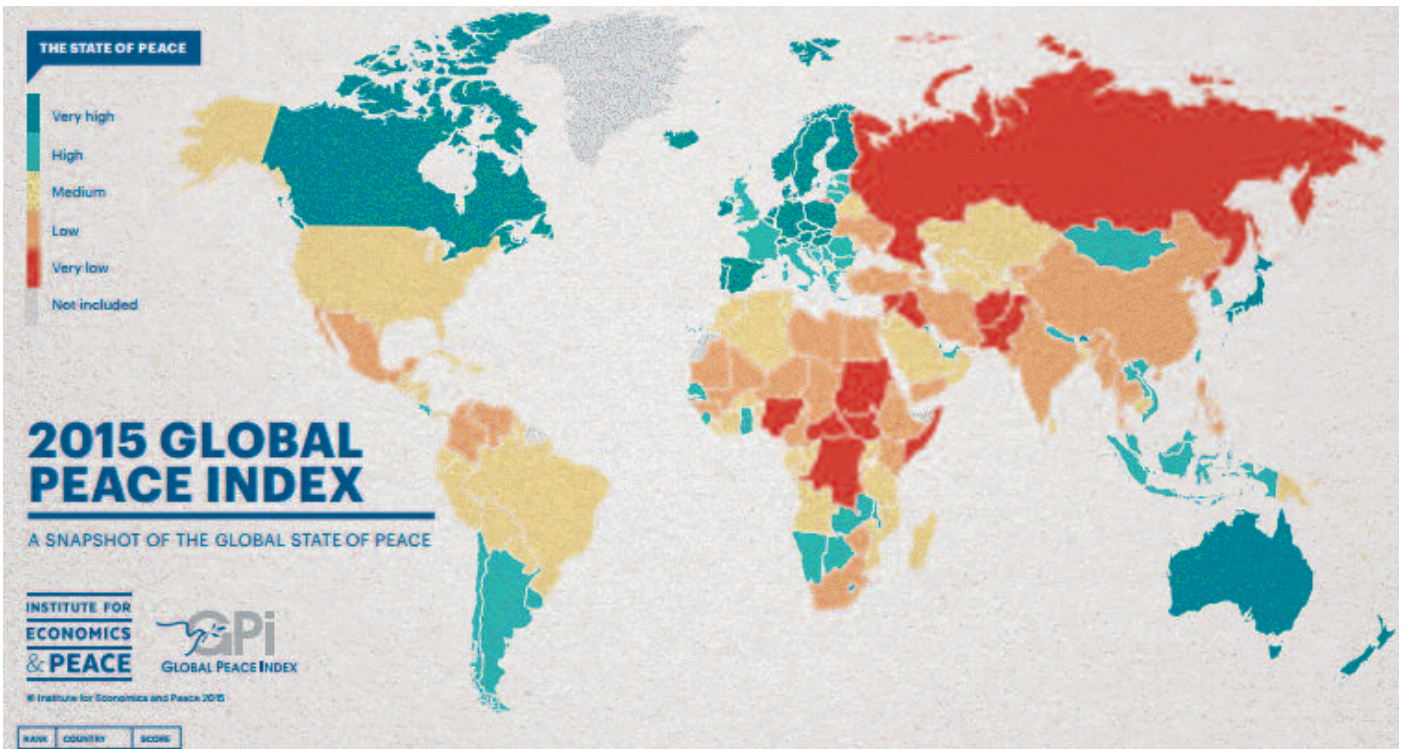 THE STATE OF PEACE
Very high
High
Medium
Low
Very low
Not included
2015 GLOBAL
PEACE INDEX
A SNAPSHOT OF THE GLOBAL STATE OF PEACE
INSTITUTE FOR
ECONOMICS
& PEACE
GPi
GLOBAL PEACE INDEX
© Institute for Economics and Peace 2015
RANK COUNTRY SCORE